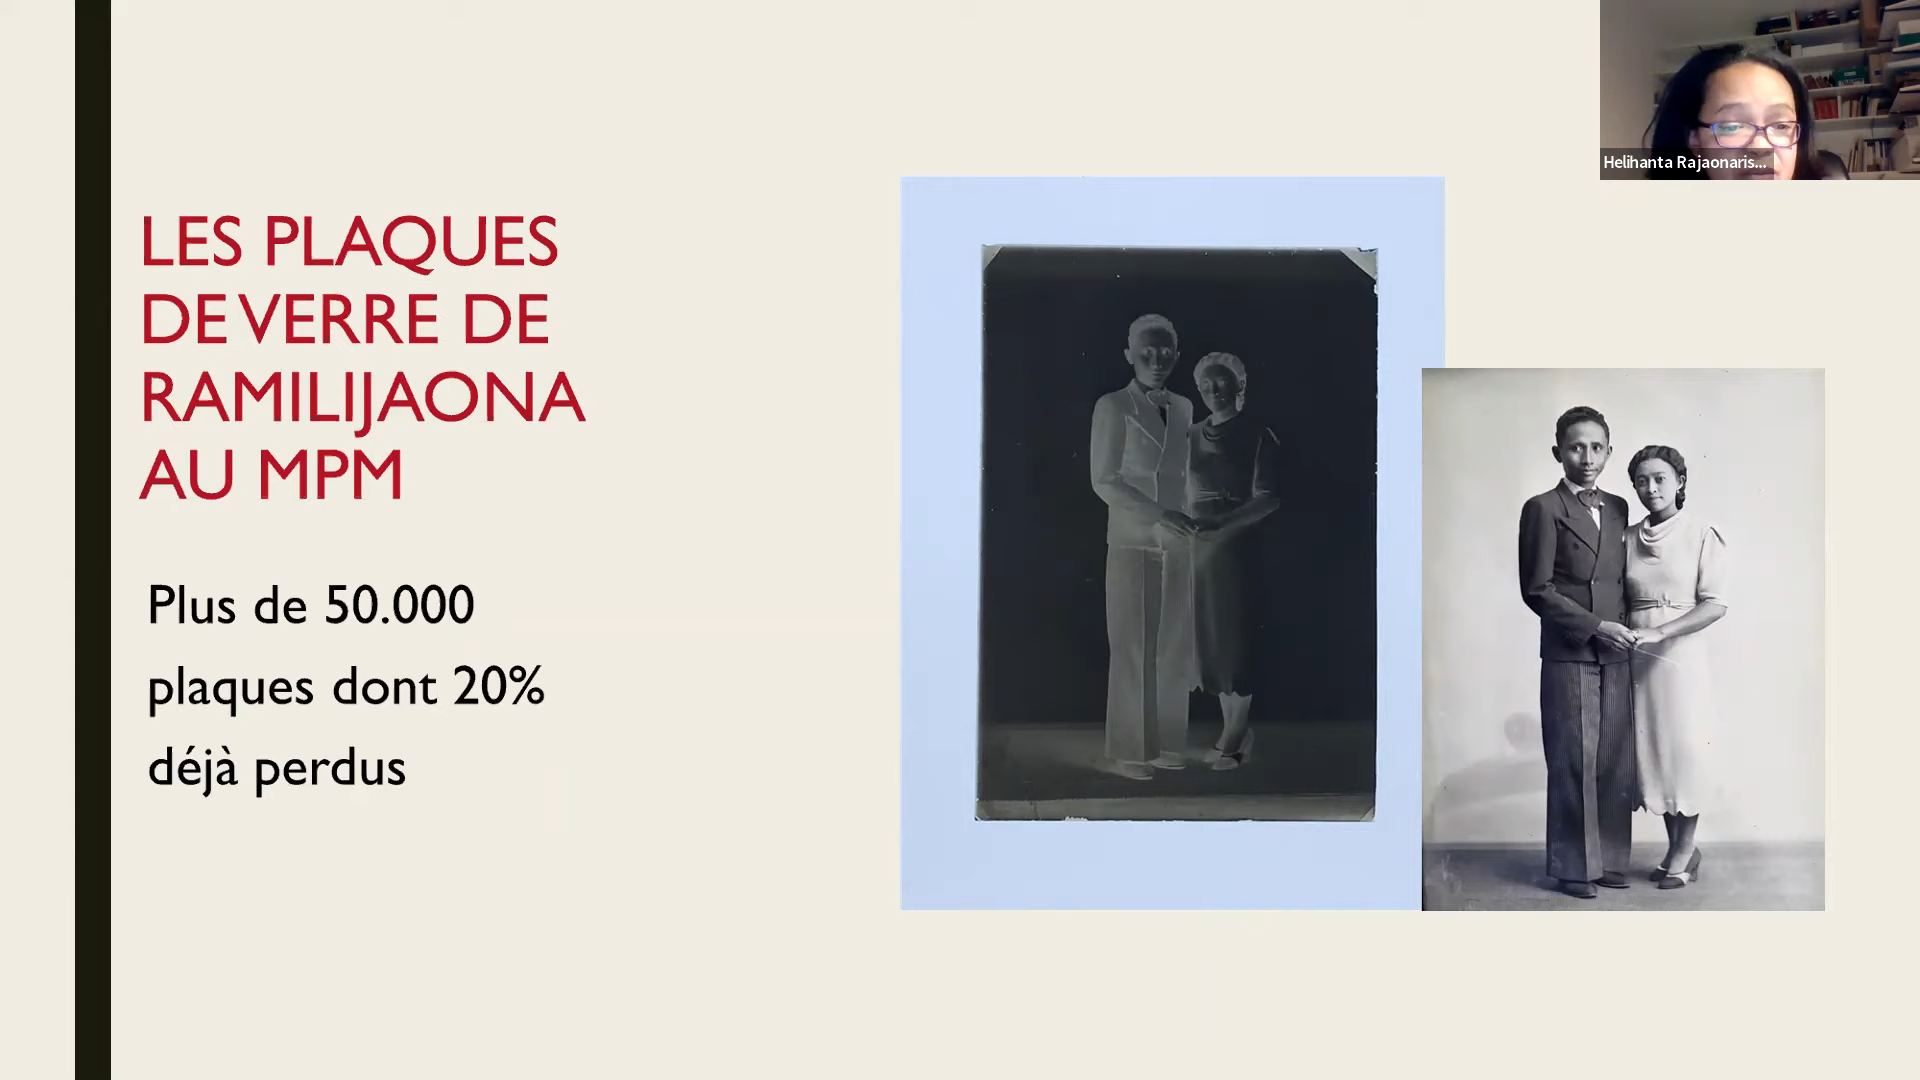 LES PLAQUES
DE VERRE DE
RAMILIJAONA
AU MPM
Plus de 50.000
plaques dont 20%
déjà perdus
Helihanta Rajaonaris...